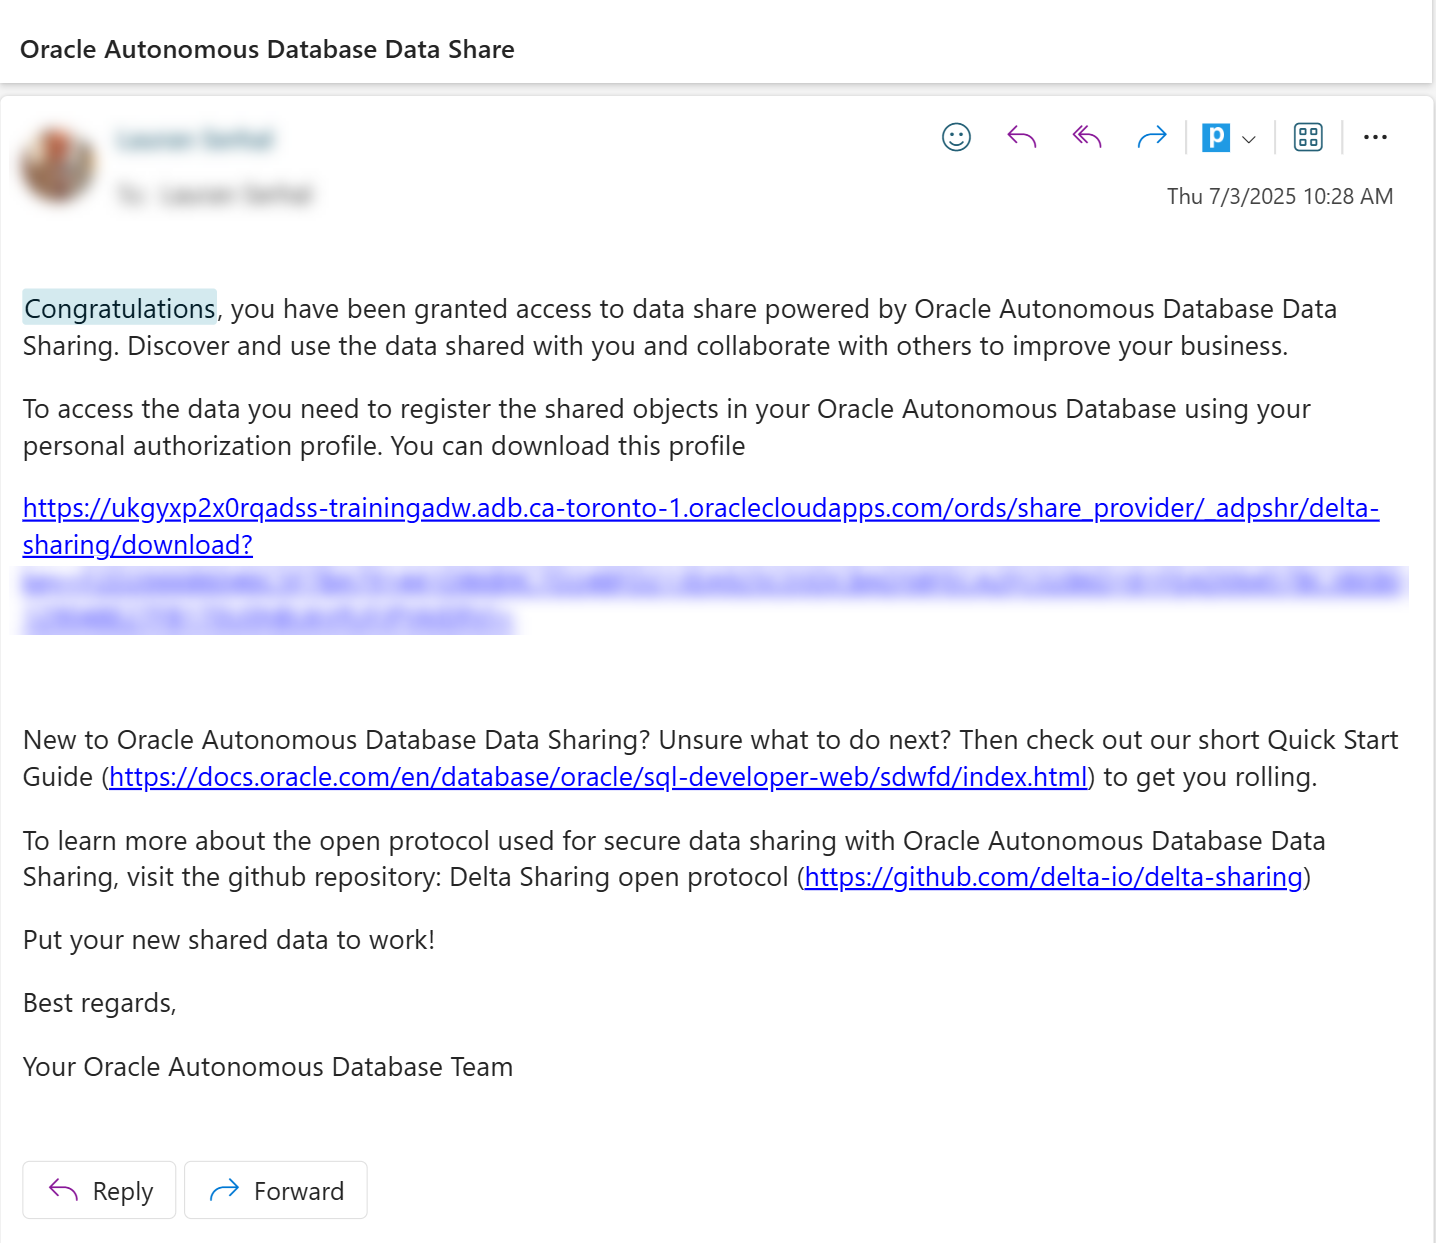 Oracle Autonomous Database Data Share
Thu 7/3/2025 10:28 AM
Congratulations, you have been granted access to data share powered by Oracle Autonomous Database Data
Sharing. Discover and use the data shared with you and collaborate with others to improve your business.
To access the data you need to register the shared objects in your Oracle Autonomous Database using your
personal authorization profile. You can download this profile
https://ukgyxp2x0rqadss-trainingadw.adb.ca-toronto-1.oraclecloudapps.com/ords/share_provider/_adpshr/delta-
sharing/download?
New to Oracle Autonomous Database Data Sharing? Unsure what to do next? Then check out our short Quick Start
Guide (https://docs.oracle.com/en/database/oracle/sql-developer-web/sdwfd/index.html) to get you rolling.
To learn more about the open protocol used for secure data sharing with Oracle Autonomous Database Data
Sharing, visit the github repository: Delta Sharing open protocol (https://github.com/delta-io/delta-sharing)
Put your new shared data to work!
Best regards,
Your Oracle Autonomous Database Team
Reply
Forward